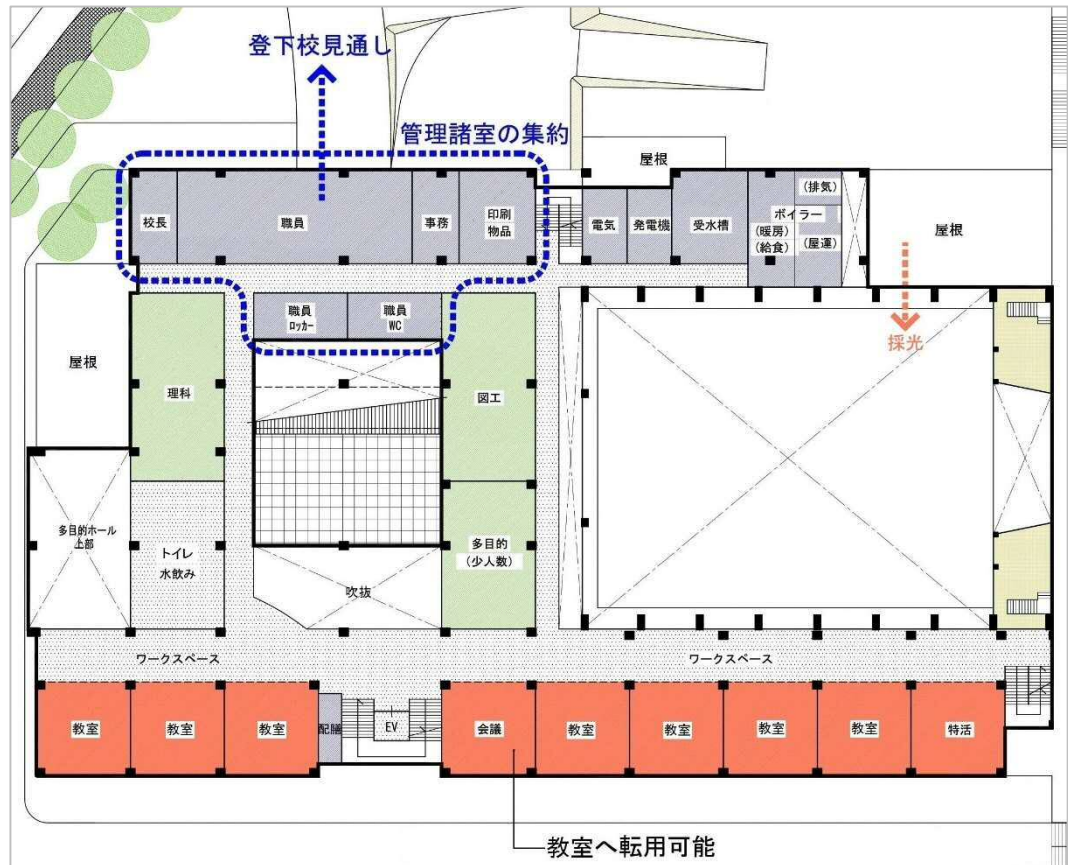 登下校見通し
管理諸室の集約
屋根
(排気)
校長
職員
事務
印刷
物品
電気
発電機
受水槽
ボイラー
(暖房)
(給食)
(屋運)
屋根
職員
ロッカー
職員
WC
採光
屋根
理科
図工
多目的ホール
上部
トイレ
水飲み
多目的
(少人数)
吹抜
ワークスペース
ワークスペース
教室
教室
教室
配膳
EV
会議
教室
教室
教室
教室
特活
教室へ転用可能